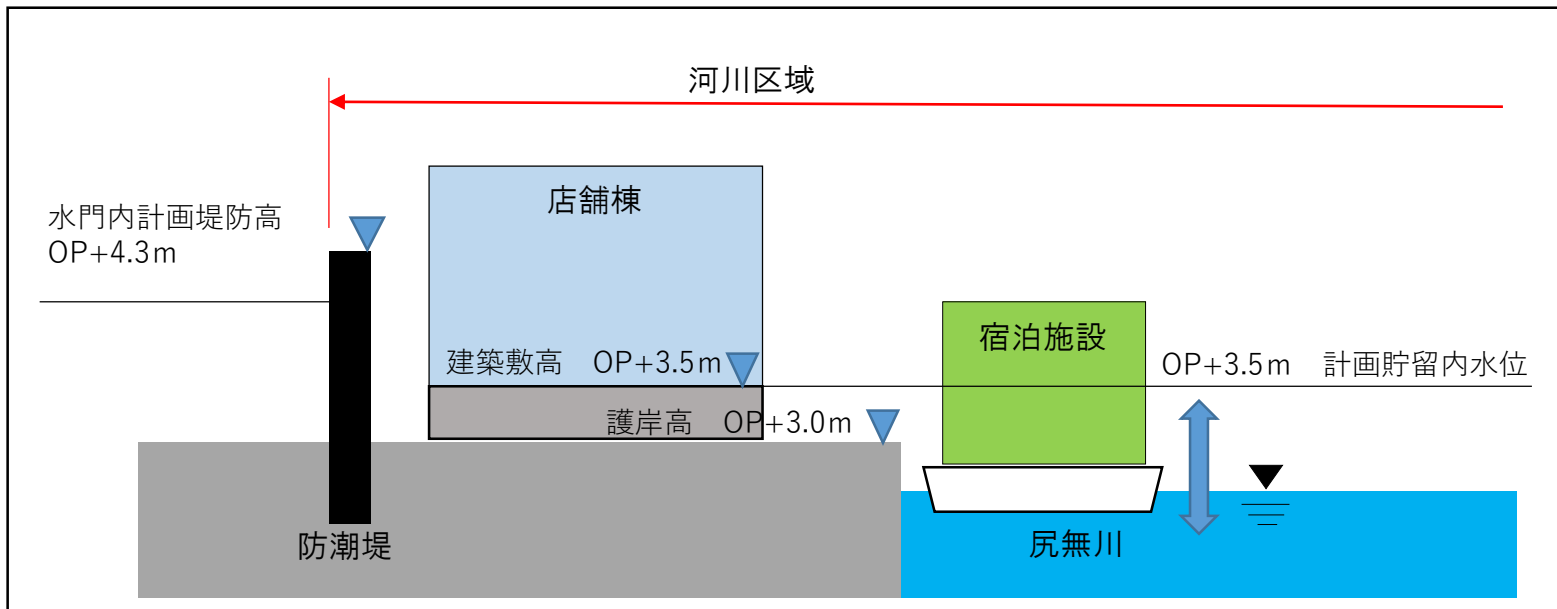 河川区域
店舗棟
水門内計画堤防高
OP+4.3m
宿泊施設
建築敷高 OP+3.5m
OP+3.5m 計画貯留内水位
護岸高 OP+3.0m
防潮堤
尻無川